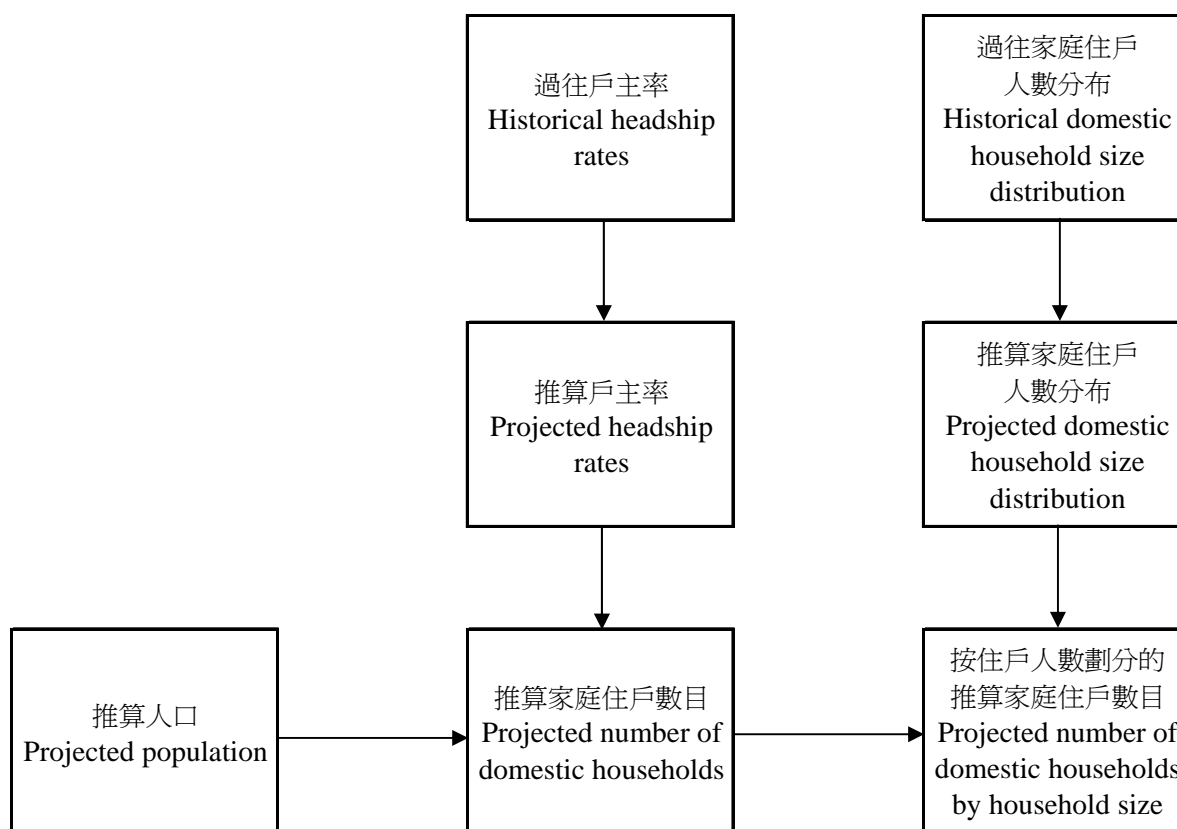 過往戶主率
Historical headship
rates
過往家庭住戶
人數分布
Historical domestic
household size
distribution
推算戶主率
Projected headship
rates
推算家庭住戶
人數分布
Projected domestic
household size
distribution
推算人口
Projected population
推算家庭住戶數目
Projected number of
domestic households
按住戶人數劃分的
推算家庭住戶數目
Projected number of
domestic households
by household size